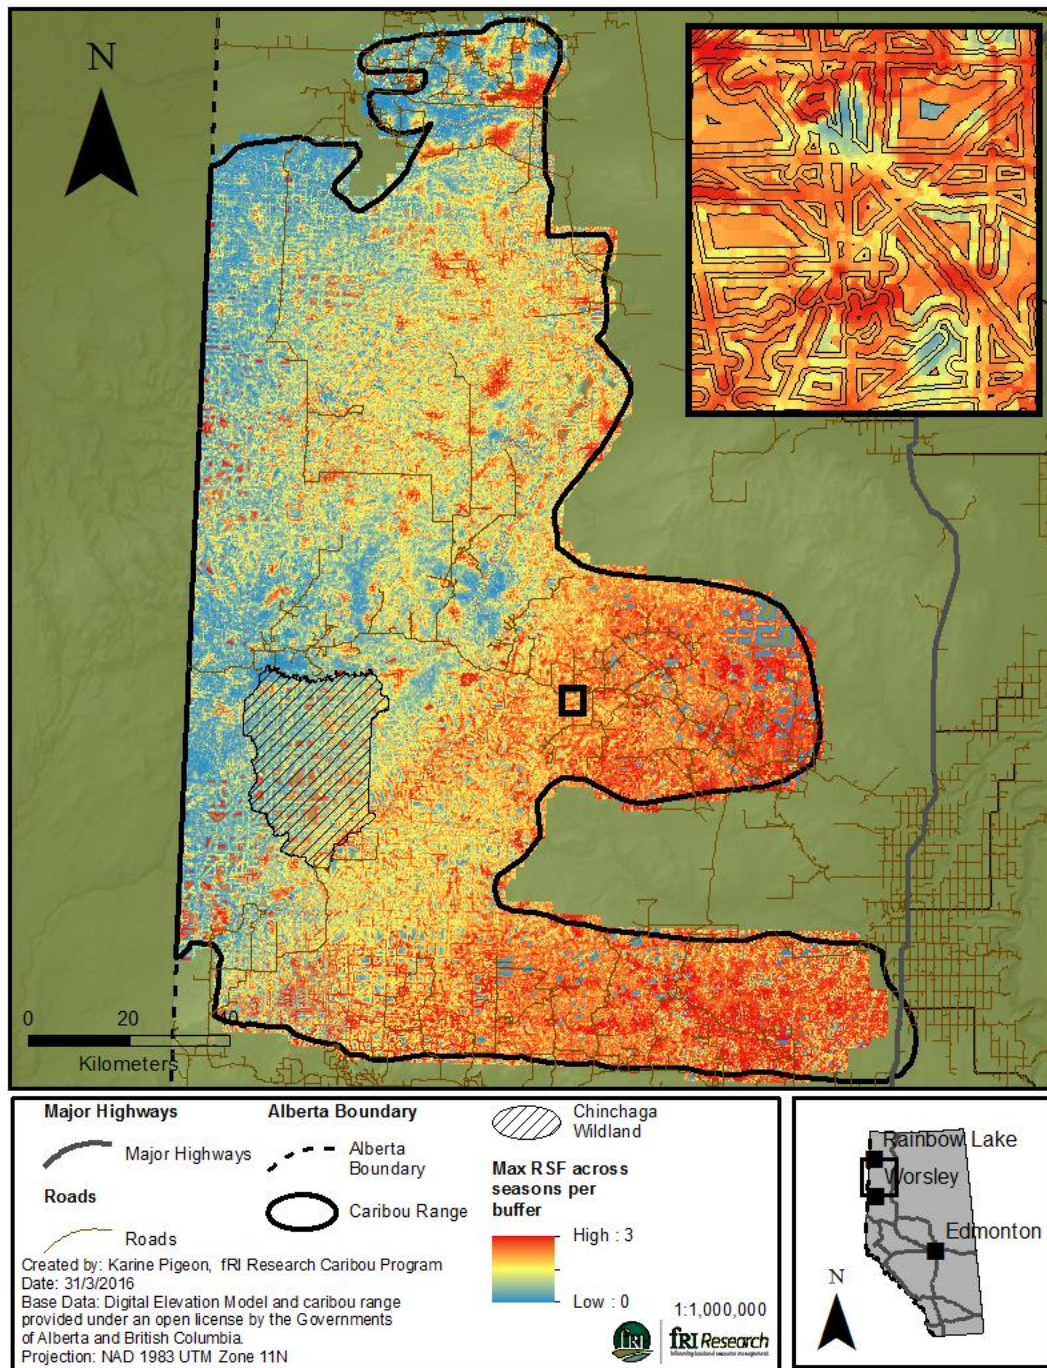 N
0 20 40
Kilometers
Major Highways
Major Highways
Roads
Roads
Alberta Boundary
Alberta
Boundary
Caribou Range
Chinchaga
Wildland
Max RSF across
seasons per
buffer
High : 3
Low : 0
Created by: Karine Pigeon, fRI Research Caribou Program
Date: 31/3/2016
Base Data: Digital Elevation Model and caribou range
provided under an open license by the Governments
of Alberta and British Columbia.
Projection: NAD 1983 UTM Zone 11N
1:1,000,000
fRI
fRI Research
Rainbow Lake
Worsley
Edmonton
N